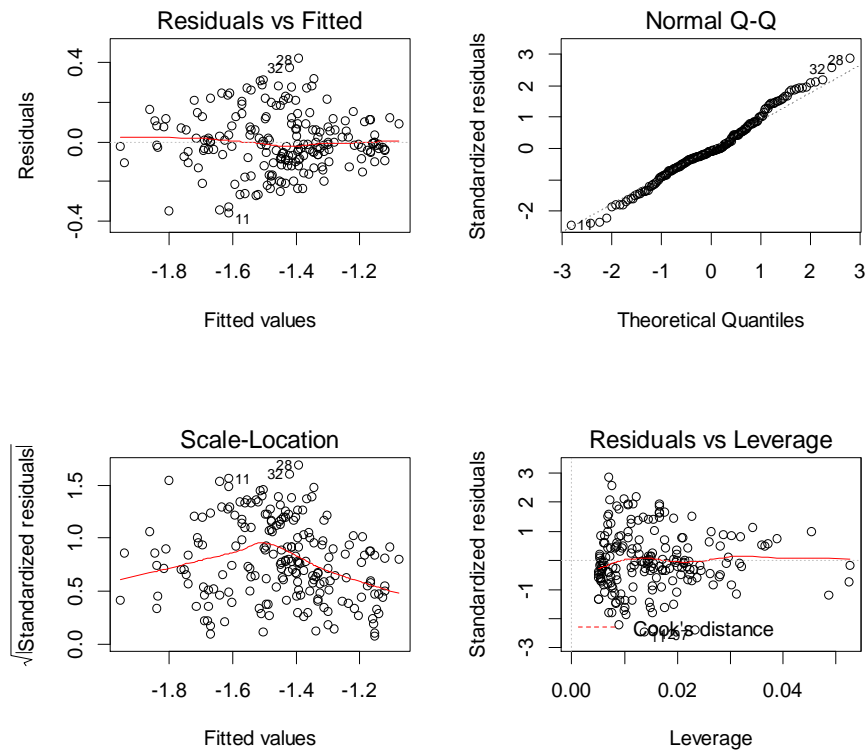 Residuals vs Fitted
Residuals
0.4
0.0
-0.4
28
32
11
-1.8 -1.6 -1.4 -1.2
Fitted values
Normal Q-Q
Standardized residuals
3
2
1
0
-2
28
32
11
-3 -2 -1 0 1 2 3
Theoretical Quantiles
Scale-Location
√|Standardized residuals|
1.5
1.0
0.5
0.0
28
32
11
-1.8 -1.6 -1.4 -1.2
Fitted values
Residuals vs Leverage
Standardized residuals
3
1
-1
-3
Cook's distance
0.00 0.02 0.04
Leverage